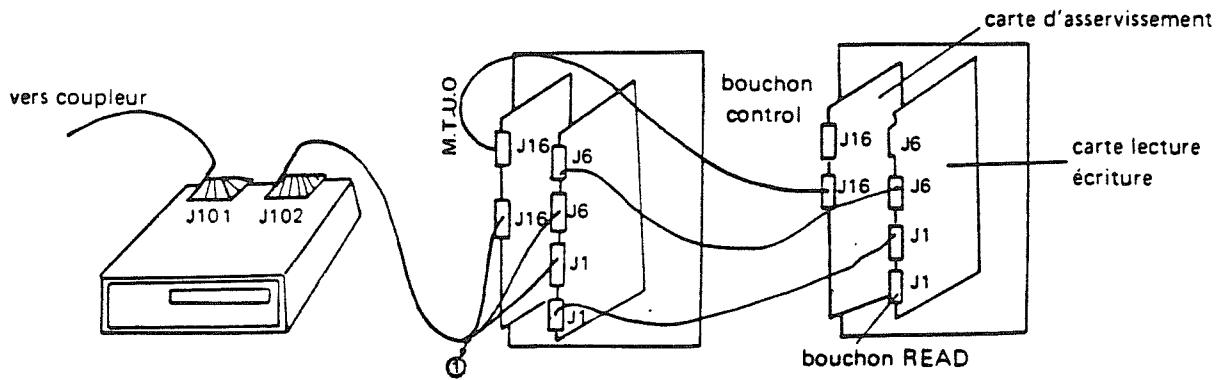 carte d'asservissement
vers coupleur
M.T.U.O
bouchon
control
J101
J102
J16
J6
J16
J6
J1
J1
J16
J6
J16
J6
J1
J1
carte lecture
écriture
1
bouchon READ